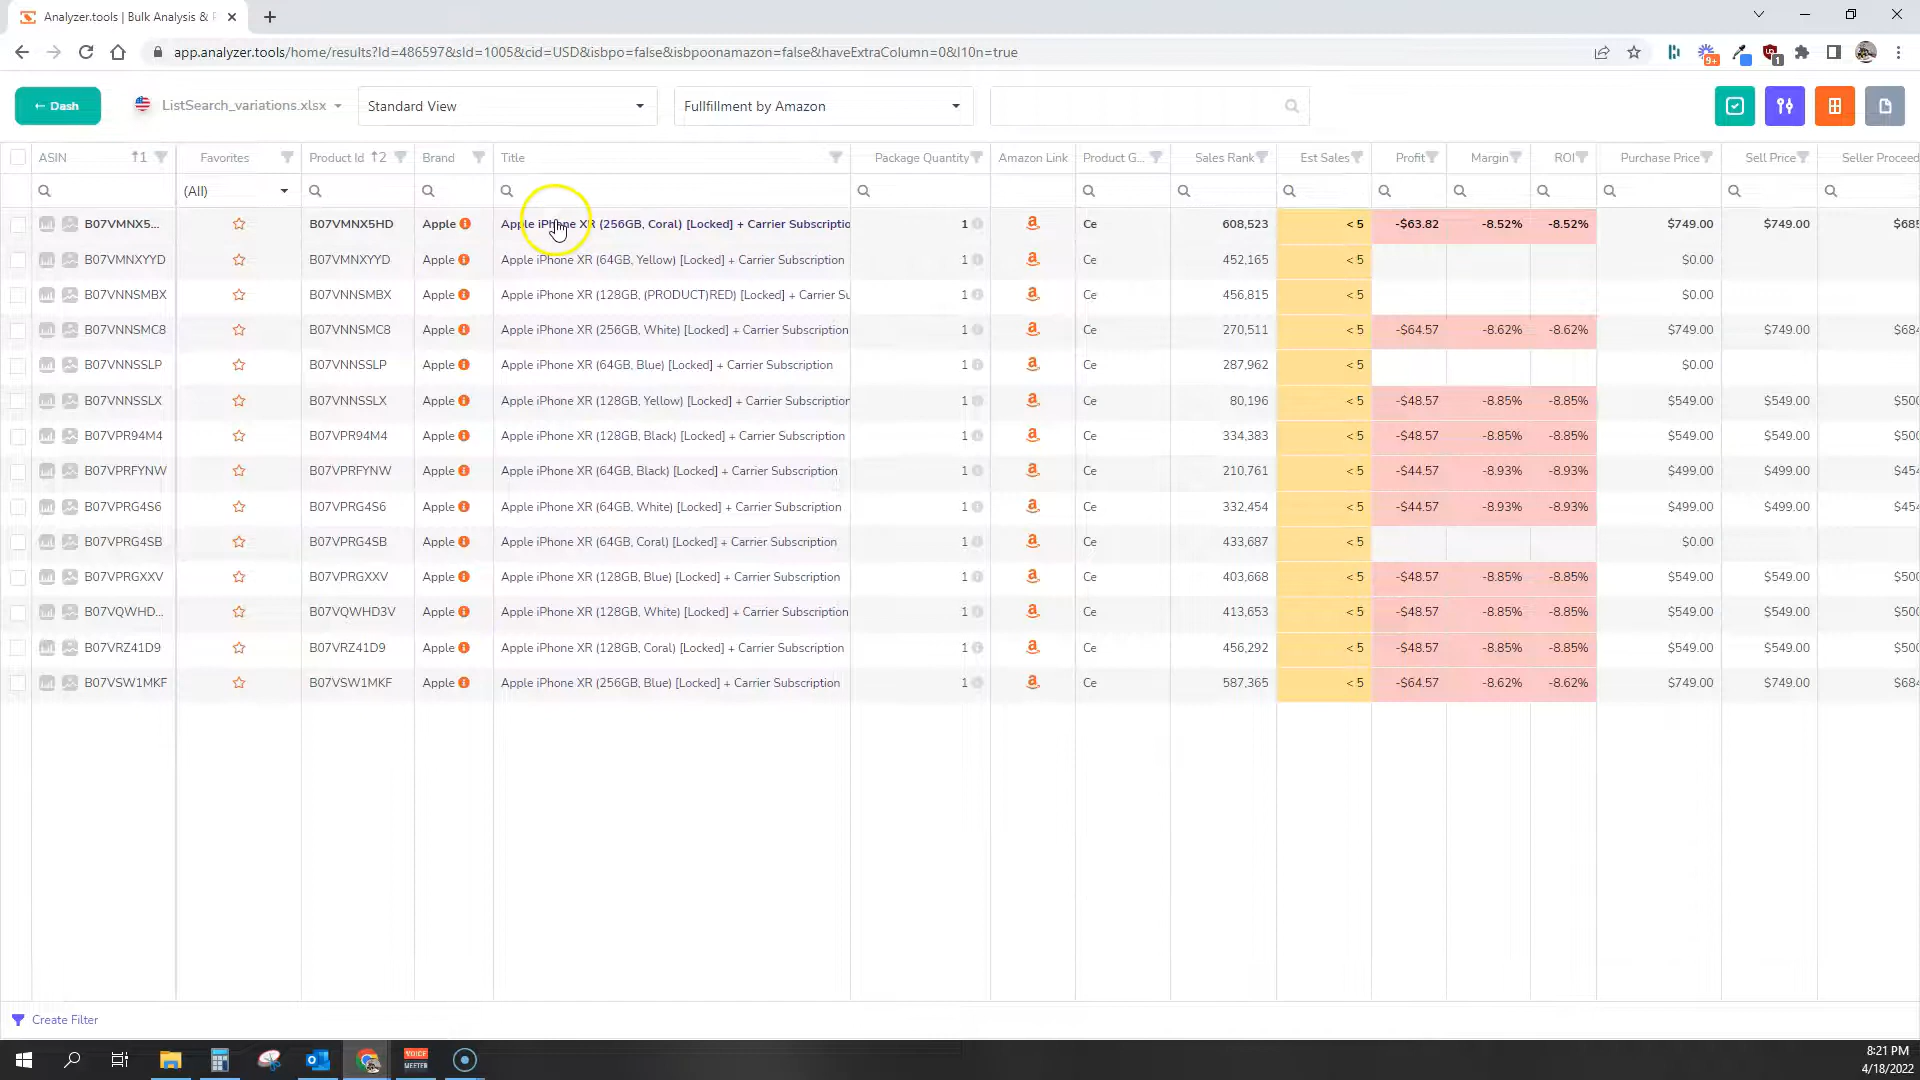 Analyzer.tools | Bulk Analysis &
app.analyzer.tools/home/results?Id=486597&sId=1005&cid=USD&isbpo=false&isbpoonamazon=false&haveExtraColumn=0&l10n=true
9+
1
← Dash
ListSearch_variations.xlsx
Standard View
Fullfillment by Amazon
ASIN 1 Favorites Product Id 2 Brand Title Package Quantity Amazon Link Product G... Sales Rank Est Sales Profit Margin ROI Purchase Price Sell Price Seller Proceed
(All)
B07VMNX5... B07VMNX5HD Apple Apple iPhone XR (256GB, Coral) [Locked] + Carrier Subscriptio 1 Ce 608,523 < 5 -$63.82 -8.52% -8.52% $749.00 $749.00 $685
B07VMNXYYD B07VMNXYYD Apple Apple iPhone XR (64GB, Yellow) [Locked] + Carrier Subscription 1 Ce 452,165 < 5 $0.00
B07VNNSMBX B07VNNSMBX Apple Apple iPhone XR (128GB, (PRODUCT)RED) [Locked] + Carrier Su 1 Ce 456,815 < 5 $0.00
B07VNNSMC8 B07VNNSMC8 Apple Apple iPhone XR (256GB, White) [Locked] + Carrier Subscription 1 Ce 270,511 < 5 -$64.57 -8.62% -8.62% $749.00 $749.00 $684
B07VNNSSLP B07VNNSSLP Apple Apple iPhone XR (64GB, Blue) [Locked] + Carrier Subscription 1 Ce 287,962 < 5 $0.00
B07VNNSSLX B07VNNSSLX Apple Apple iPhone XR (128GB, Yellow) [Locked] + Carrier Subscription 1 Ce 80,196 < 5 -$48.57 -8.85% -8.85% $549.00 $549.00 $500
B07VPR94M4 B07VPR94M4 Apple Apple iPhone XR (128GB, Black) [Locked] + Carrier Subscription 1 Ce 334,383 < 5 -$48.57 -8.85% -8.85% $549.00 $549.00 $500
B07VPRFYNW B07VPRFYNW Apple Apple iPhone XR (64GB, Black) [Locked] + Carrier Subscription 1 Ce 210,761 < 5 -$44.57 -8.93% -8.93% $499.00 $499.00 $454
B07VPRG4S6 B07VPRG4S6 Apple Apple iPhone XR (64GB, White) [Locked] + Carrier Subscription 1 Ce 332,454 < 5 -$44.57 -8.93% -8.93% $499.00 $499.00 $454
B07VPRG4SB B07VPRG4SB Apple Apple iPhone XR (64GB, Coral) [Locked] + Carrier Subscription 1 Ce 433,687 < 5 $0.00
B07VPRGXXV B07VPRGXXV Apple Apple iPhone XR (128GB, Blue) [Locked] + Carrier Subscription 1 Ce 403,668 < 5 -$48.57 -8.85% -8.85% $549.00 $549.00 $500
B07VQWHD... B07VQWHD3V Apple Apple iPhone XR (128GB, White) [Locked] + Carrier Subscription 1 Ce 413,653 < 5 -$48.57 -8.85% -8.85% $549.00 $549.00 $500
B07VRZ41D9 B07VRZ41D9 Apple Apple iPhone XR (128GB, Coral) [Locked] + Carrier Subscription 1 Ce 456,292 < 5 -$48.57 -8.85% -8.85% $549.00 $549.00 $500
B07VSW1MKF B07VSW1MKF Apple Apple iPhone XR (256GB, Blue) [Locked] + Carrier Subscription 1 Ce 587,365 < 5 -$64.57 -8.62% -8.62% $749.00 $749.00 $684
Create Filter
VOICE
MEETER
8:21 PM
4/18/2022